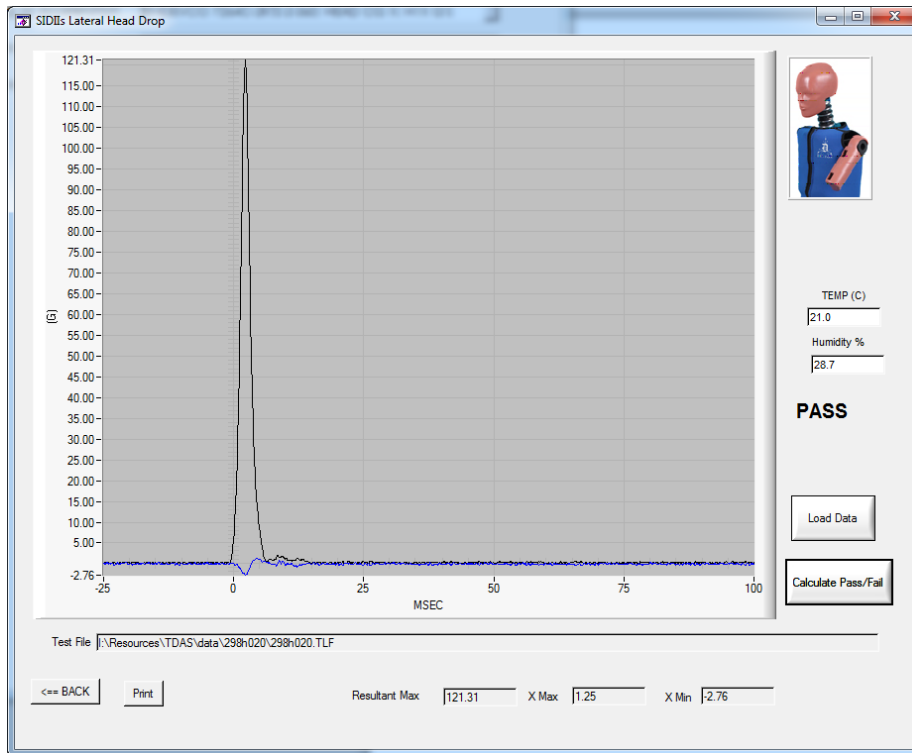 SIDIIs Lateral Head Drop
121.31
115.00
110.00
105.00
100.00
95.00
90.00
85.00
80.00
75.00
70.00
65.00
60.00
55.00
50.00
45.00
40.00
35.00
30.00
25.00
20.00
15.00
10.00
5.00
-2.76
(G)
-25 0 25 50 75 100
MSEC
TEMP (C)
21.0
Humidity %
28.7
PASS
Load Data
Calculate Pass/Fail
Test File I:\Resources\TDAS\data\298h020\298h020.TLF
<== BACK Print Resultant Max 121.31 X Max 1.25 X Min -2.76